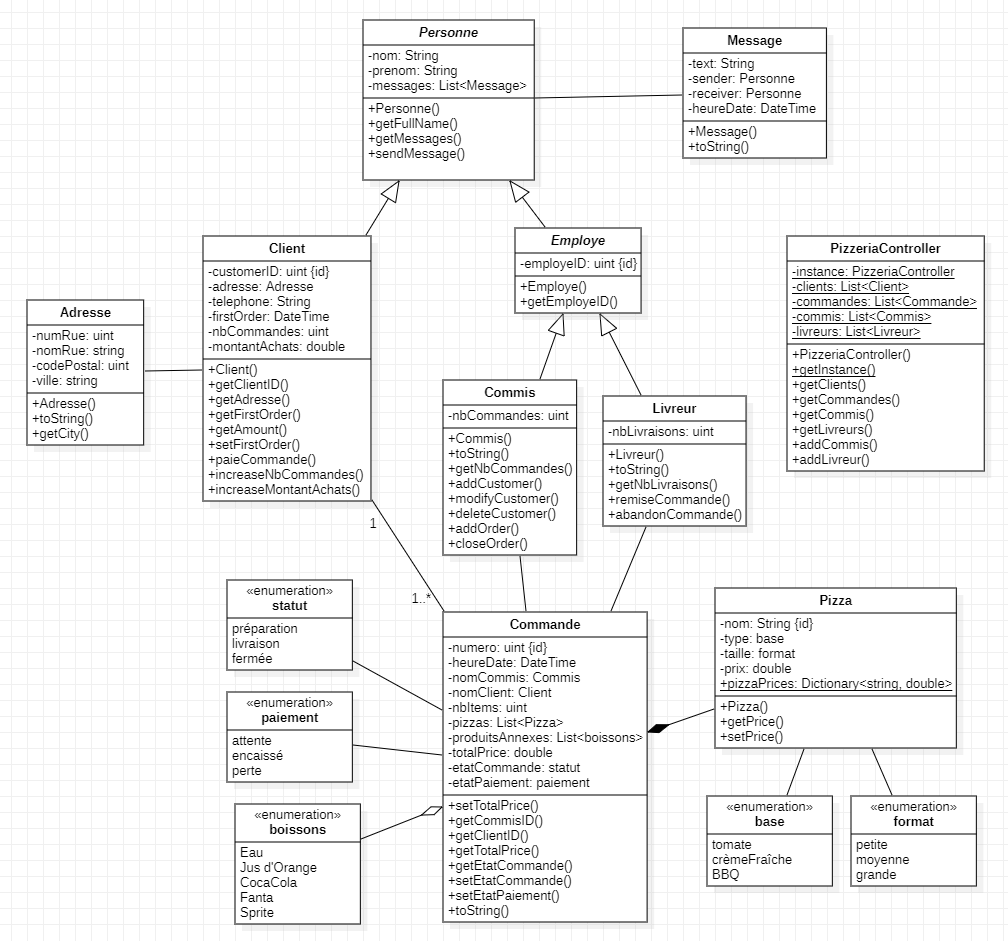 Personne
-nom: String
-prenom: String
-messages: List<Message>
+Personne()
+getFullName()
+getMessages()
+sendMessage()
Message
-text: String
-sender: Personne
-receiver: Personne
-heureDate: DateTime
+Message()
+toString()
Client
-customerID: uint {id}
-adresse: Adresse
-telephone: String
-firstOrder: DateTime
-nbCommandes: uint
-montantAchats: double
+Client()
+getClientID()
+getAdresse()
+getFirstOrder()
+getAmount()
+setFirstOrder()
+paieCommande()
+increaseNbCommandes()
+increaseMontantAchats()
Employe
-employeID: uint {id}
+Employe()
+getEmployeID()
PizzeriaController
-instance: PizzeriaController
-clients: List<Client>
-commandes: List<Commande>
-commis: List<Commis>
-livreurs: List<Livreur>
+PizzeriaController()
+getInstance()
+getClients()
+getCommandes()
+getCommis()
+getLivreurs()
+addCommis()
+addLivreur()
Adresse
-numRue: uint
-nomRue: string
-codePostal: uint
-ville: string
+Adresse()
+toString()
+getCity()
Commis
-nbCommandes: uint
+Commis()
+toString()
+getNbCommandes()
+addCustomer()
+modifyCustomer()
+deleteCustomer()
+addOrder()
+closeOrder()
Livreur
-nbLivraisons: uint
+Livreur()
+toString()
+getNbLivraisons()
+remiseCommande()
+abandonCommande()
1
1..*
«enumeration»
statut
préparation
livraison
fermée
«enumeration»
paiement
attente
encaissé
perte
«enumeration»
boissons
Eau
Jus d'Orange
CocaCola
Fanta
Sprite
Commande
-numero: uint {id}
-heureDate: DateTime
-nomCommis: Commis
-nomClient: Client
-nbItems: uint
-pizzas: List<Pizza>
-produitsAnnexes: List<boissons>
-totalPrice: double
-etatCommande: statut
-etatPaiement: paiement
+setTotalPrice()
+getCommisID()
+getClientID()
+getTotalPrice()
+getEtatCommande()
+setEtatCommande()
+setEtatPaiement()
+toString()
Pizza
-nom: String {id}
-type: base
-taille: format
-prix: double
+pizzaPrices: Dictionary<string, double>
+Pizza()
+getPrice()
+setPrice()
«enumeration»
base
tomate
crèmeFraîche
BBQ
«enumeration»
format
petite
moyenne
grande